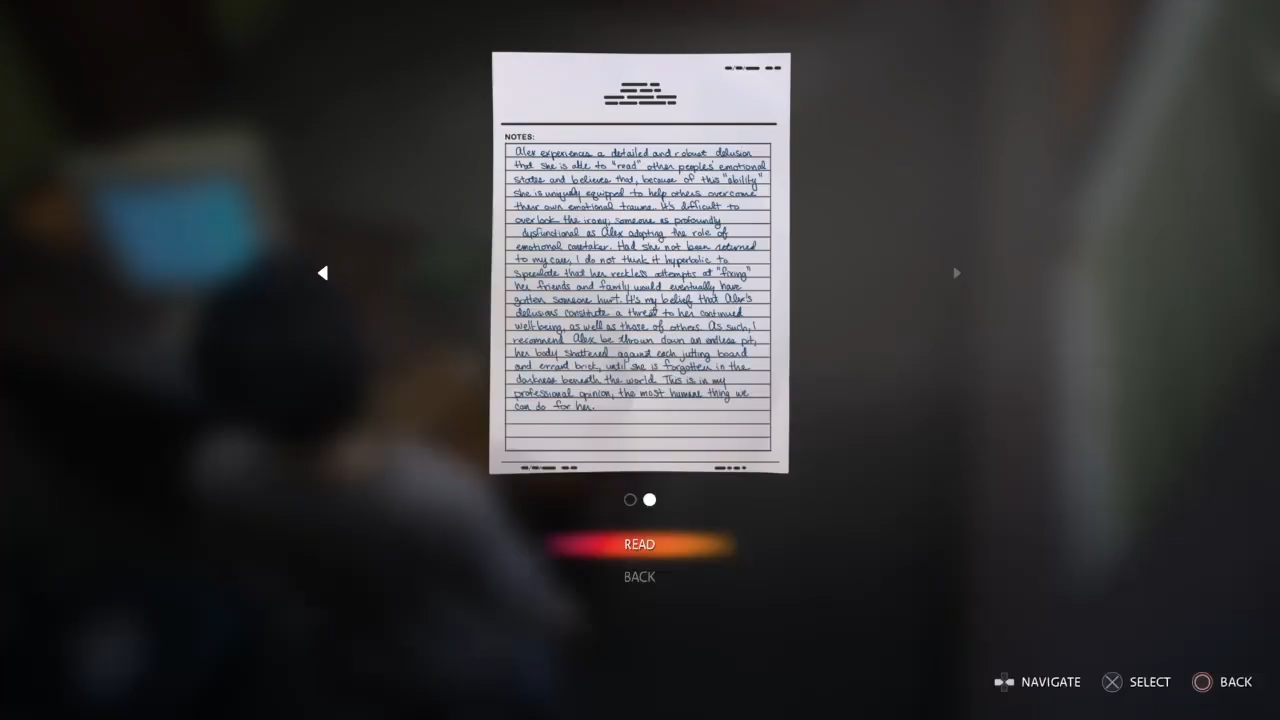 NOTES:
Alex experiences a detailed and robust delusion
that she is able to "read" other peoples' emotional
states and believes that, because of this "ability"
she is uniquely equipped to help others overcome
their own emotional trauma. It's difficult to
overlook the irony; someone as profoundly
dysfunctional as Alex adopting the role of
emotional caretaker. Had she not been returned
to my care, I do not think it hyperbolic to
speculate that her reckless attempts at "fixing"
her friends and family would eventually have
gotten someone hurt. It's my belief that Alex's
delusions constitute a threat to her continued
well being, as well as those of others. As such, I
recommend Alex be thrown down an endless pit,
her body shattered against each jutting board
and errant brick, until she is forgotten in the
darkness beneath the world. This is in my
professional opinion, the most humane thing we
can do for her.
READ
BACK
NAVIGATE SELECT BACK